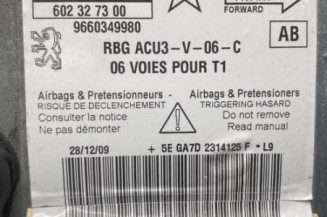 602 32 73 00
9660349980
FORWARD
RBG ACU3-V-06-C
AB
06 VOIES POUR T1
Airbags & Pretensionneurs
RISQUE DE DECLENCHEMENT
Consulter la notice
Ne pas démonter
Airbags & Pretensioners
TRIGGERING HASARD
Do not remove
Read manual
28/12/09 + 5E GA7D 2314125 F * L9